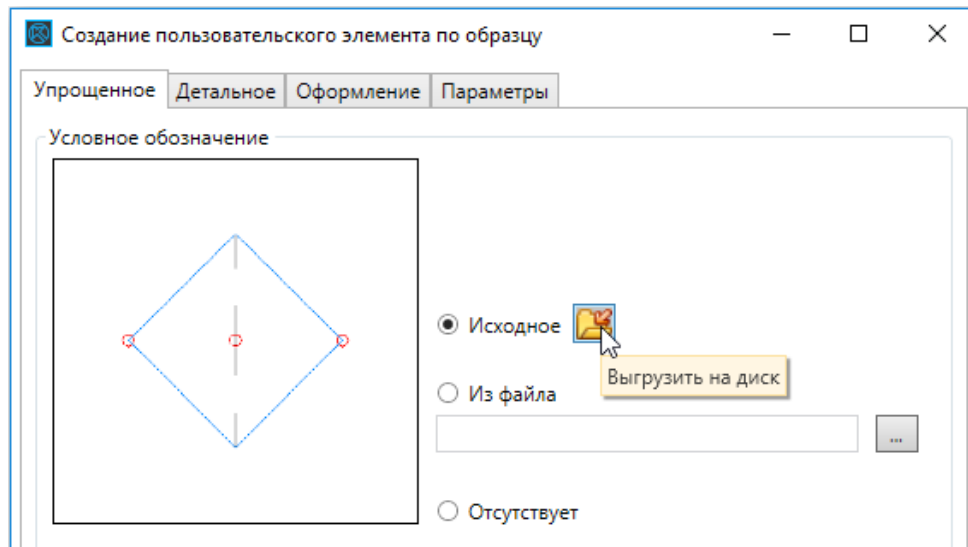 Создание пользовательского элемента по образцу
Упрощенное Детальное Оформление Параметры
Условное обозначение
Исходное
Выгрузить на диск
Из файла
...
Отсутствует